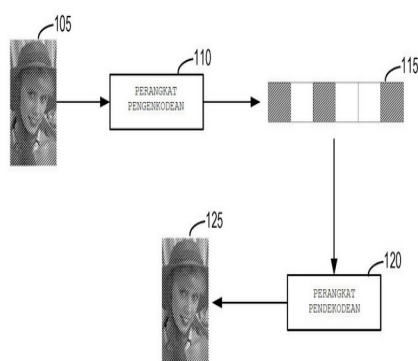 105
110
PERANGKAT
PENGENKODEAN
115
125
120
PERANGKAT
PENDEKODEAN